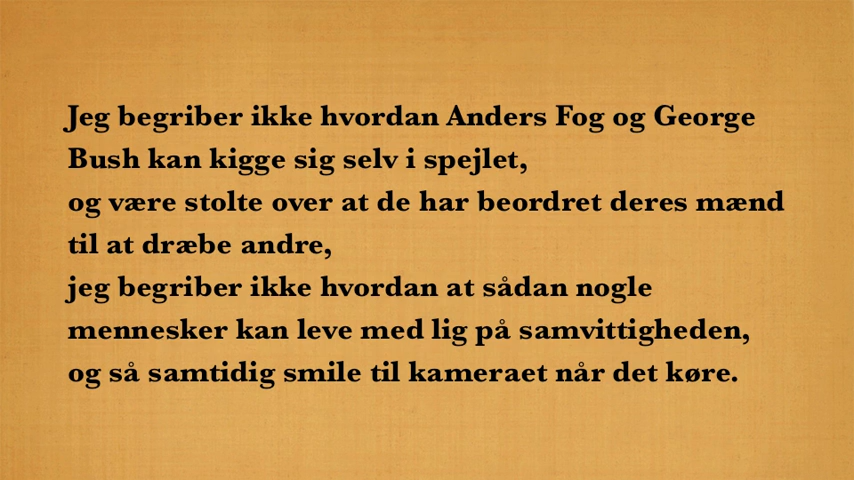 Jeg begriber ikke hvordan Anders Fog og George
Bush kan kigge sig selv i spejlet,
og være stolte over at de har beordret deres mænd
til at dræbe andre,
jeg begriber ikke hvordan at sådan nogle
mennesker kan leve med lig på samvittigheden,
og så samtidig smile til kameraet når det køre.